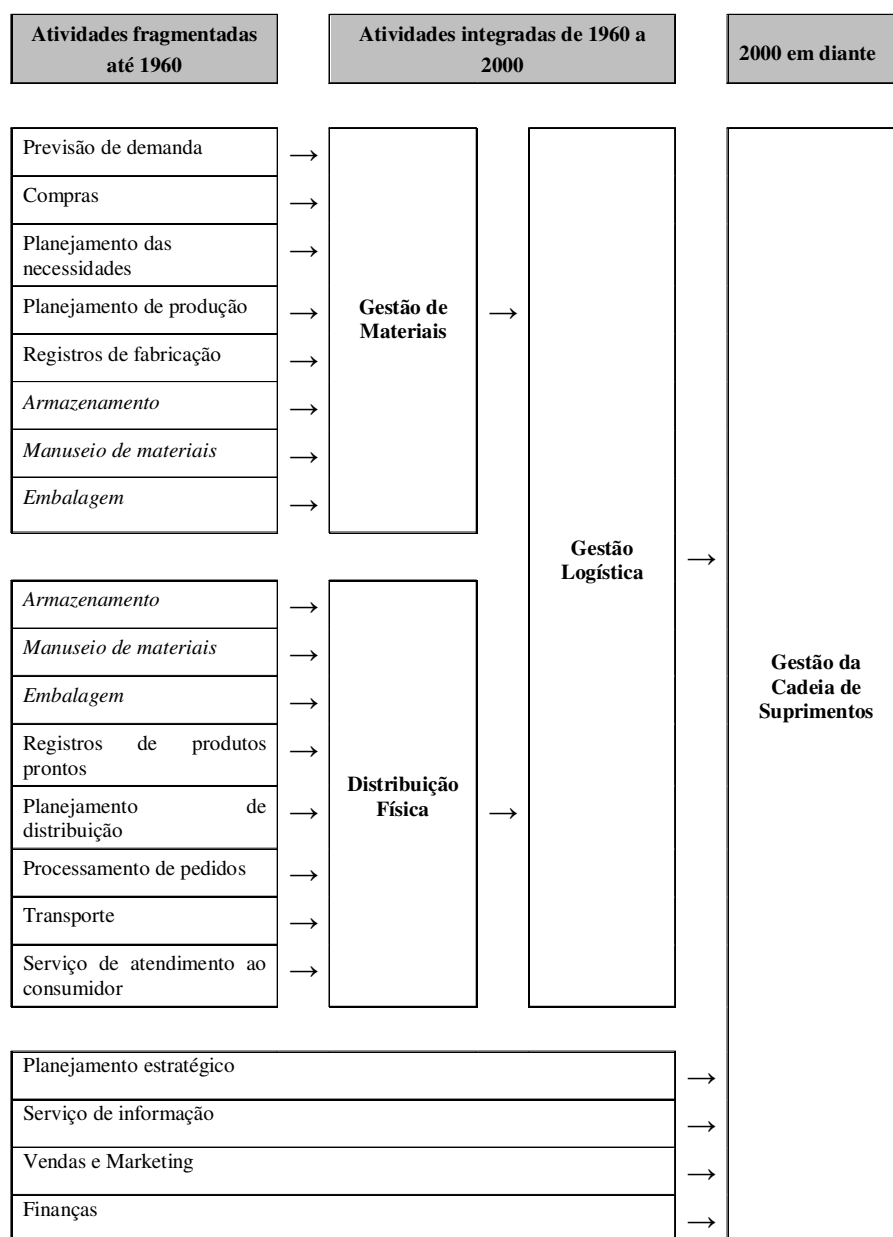 Atividades fragmentadas
até 1960
Atividades integradas de 1960 a
2000
2000 em diante
Previsão de demanda
→
Compras
→
Planejamento das
necessidades
→
Planejamento de produção
→
Registros de fabricação
→
Armazenamento
→
Manuseio de materiais
→
Embalagem
→
Gestão de
Materiais
→
Armazenamento
→
Manuseio de materiais
→
Embalagem
→
Registros de produtos
prontos
→
Planejamento de
distribuição
→
Processamento de pedidos
→
Transporte
→
Serviço de atendimento ao
consumidor
→
Distribuição
Física
→
Gestão
Logística
→
Planejamento estratégico
→
Serviço de informação
→
Vendas e Marketing
→
Finanças
→
Gestão da
Cadeia de
Suprimentos